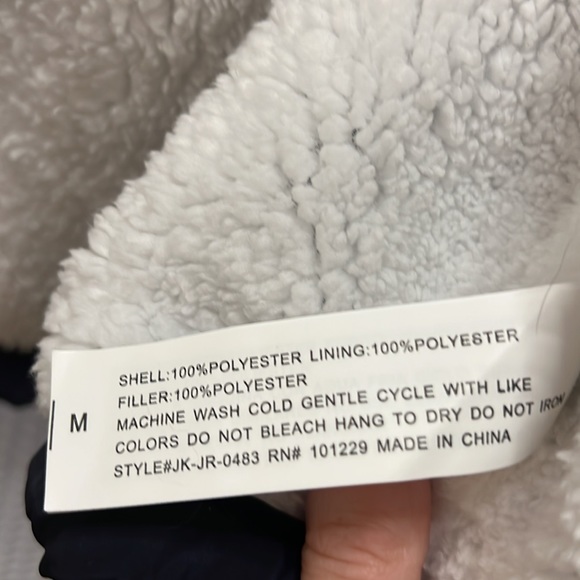 SHELL:100%POLYESTER LINING:100%POLYESTER
FILLER:100%POLYESTER
M
MACHINE WASH COLD GENTLE CYCLE WITH LIKE
COLORS DO NOT BLEACH HANG TO DRY DO NOT IRON
STYLE#JK-JR-0483 RN# 101229 MADE IN CHINA